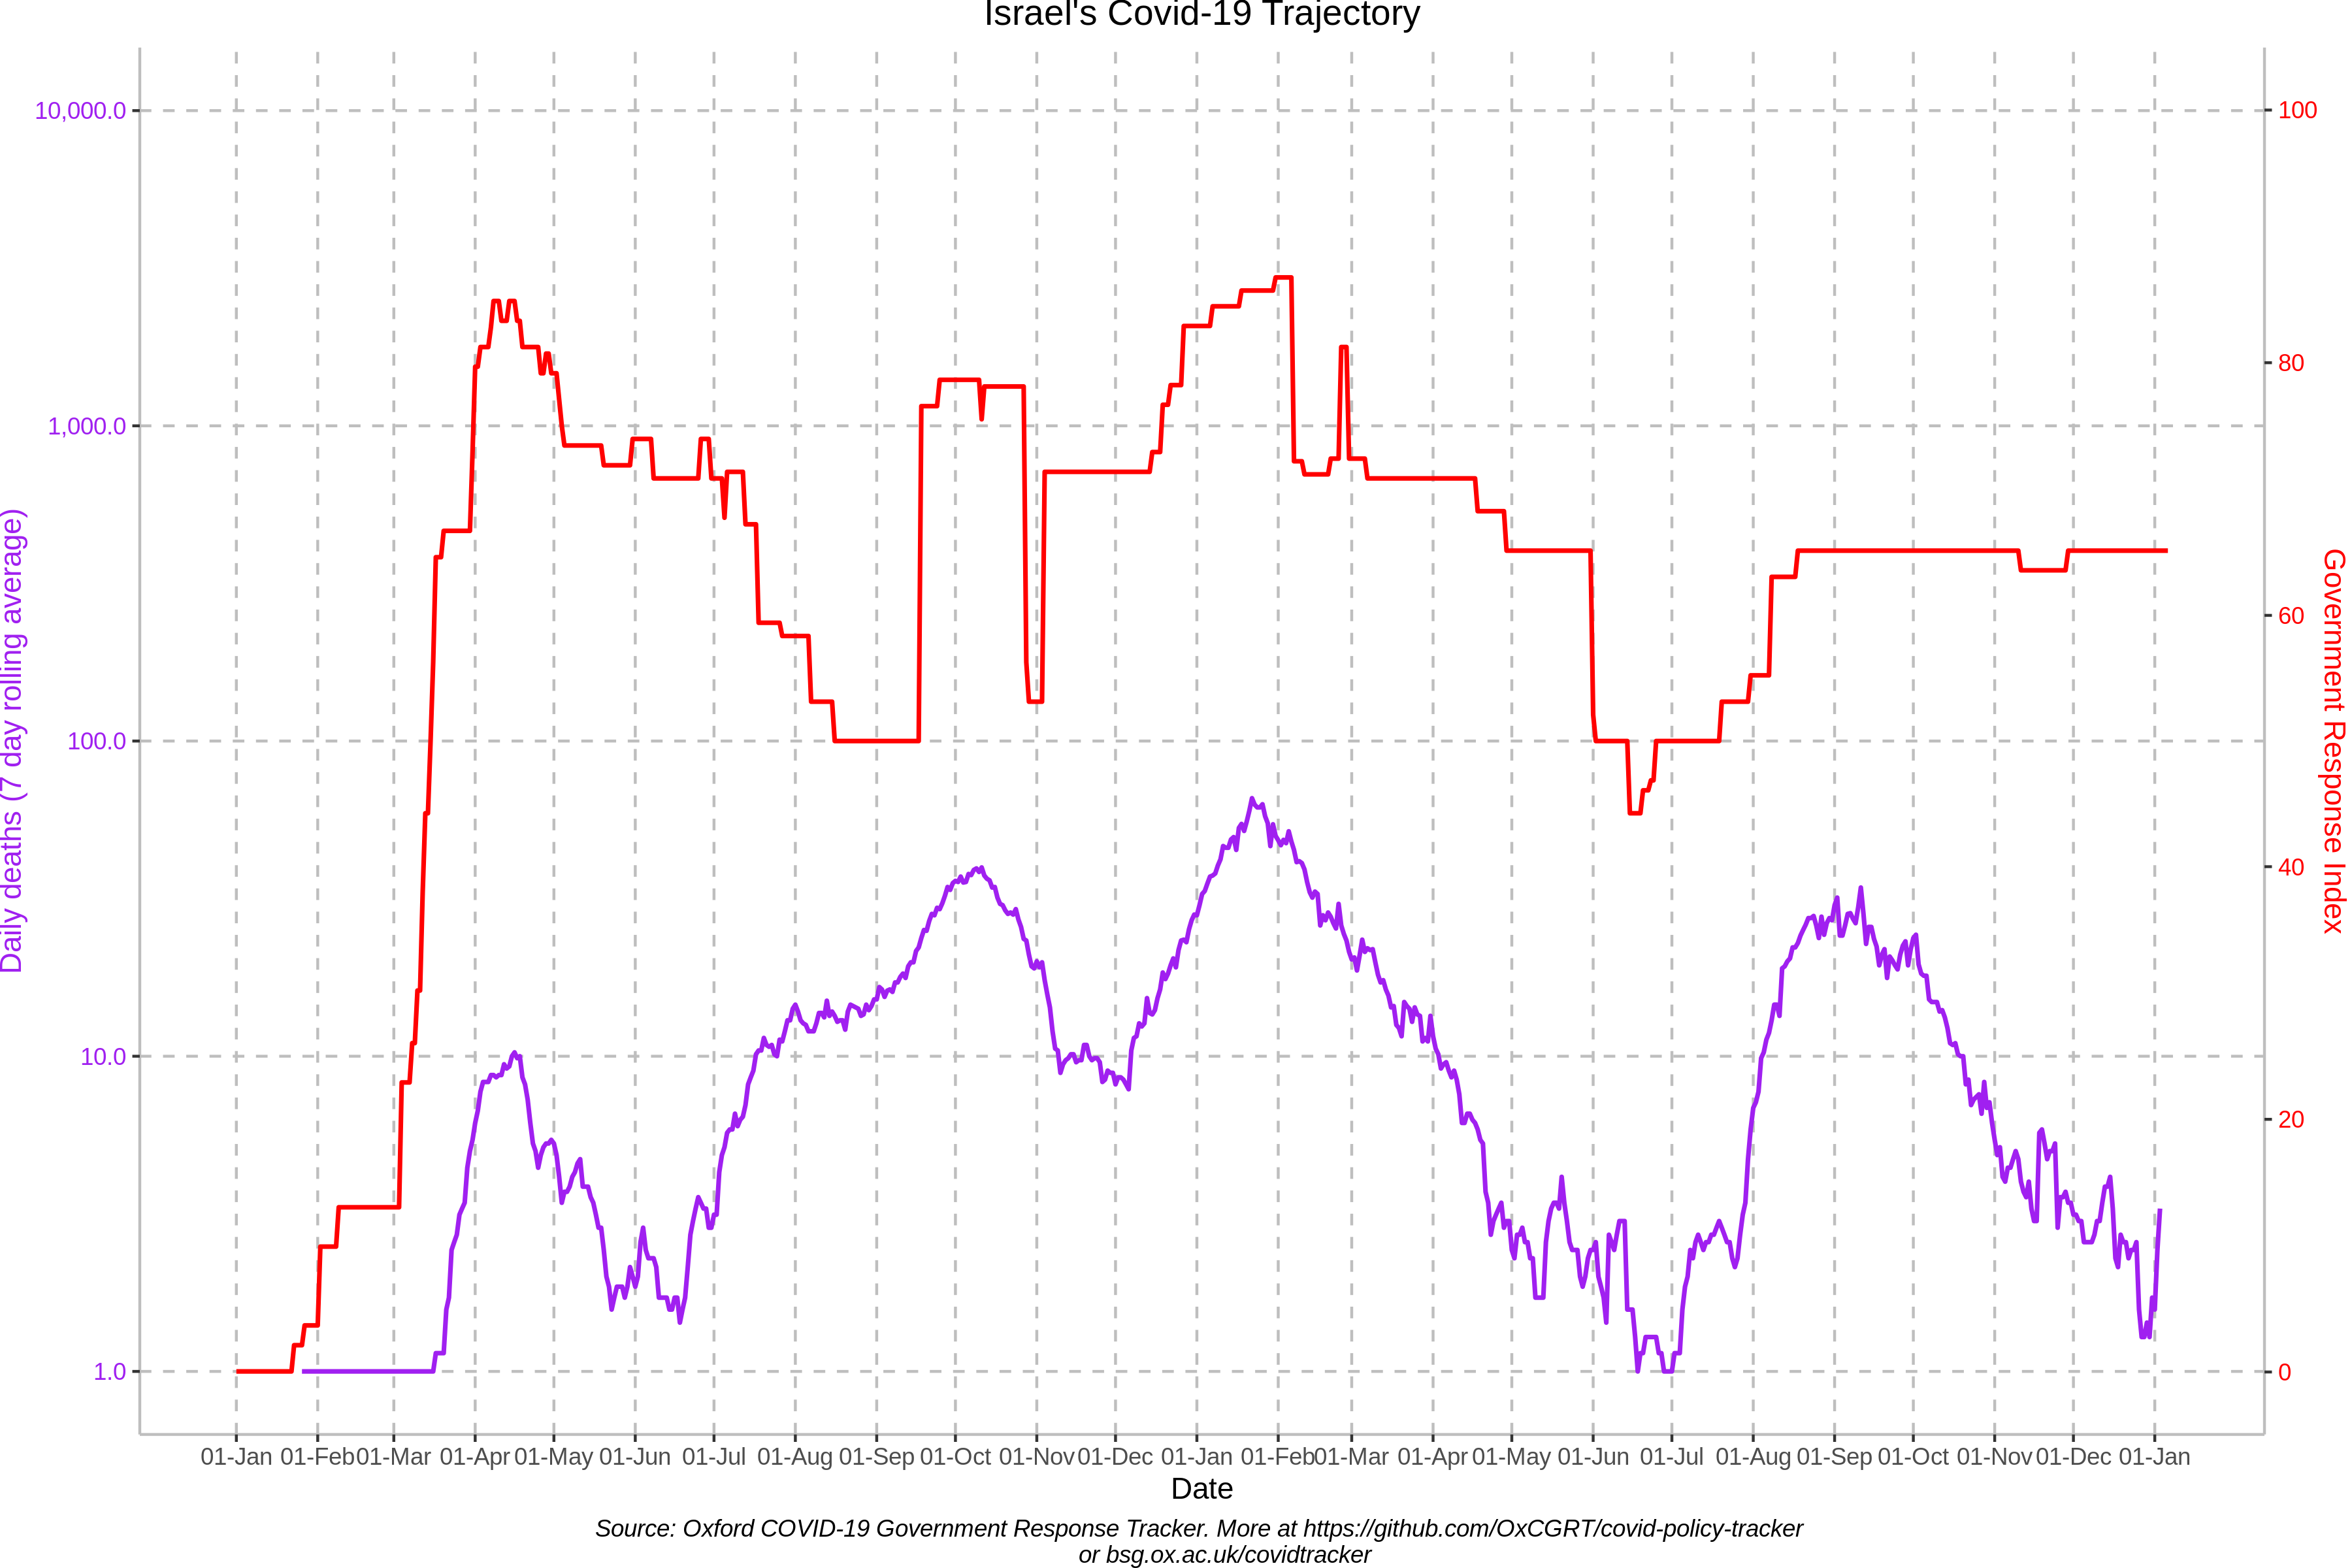 Israel's Covid-19 Trajectory
10,000.0
1,000.0
100.0
10.0
1.0
Daily deaths (7 day rolling average)
100
80
60
40
20
0
Government Response Index
01-Jan 01-Feb 01-Mar 01-Apr 01-May 01-Jun 01-Jul 01-Aug 01-Sep 01-Oct 01-Nov 01-Dec 01-Jan 01-Feb 01-Mar 01-Apr 01-May 01-Jun 01-Jul 01-Aug 01-Sep 01-Oct 01-Nov 01-Dec 01-Jan
Date
Source: Oxford COVID-19 Government Response Tracker. More at https://github.com/OxCGRT/covid-policy-tracker
or bsg.ox.ac.uk/covidtracker